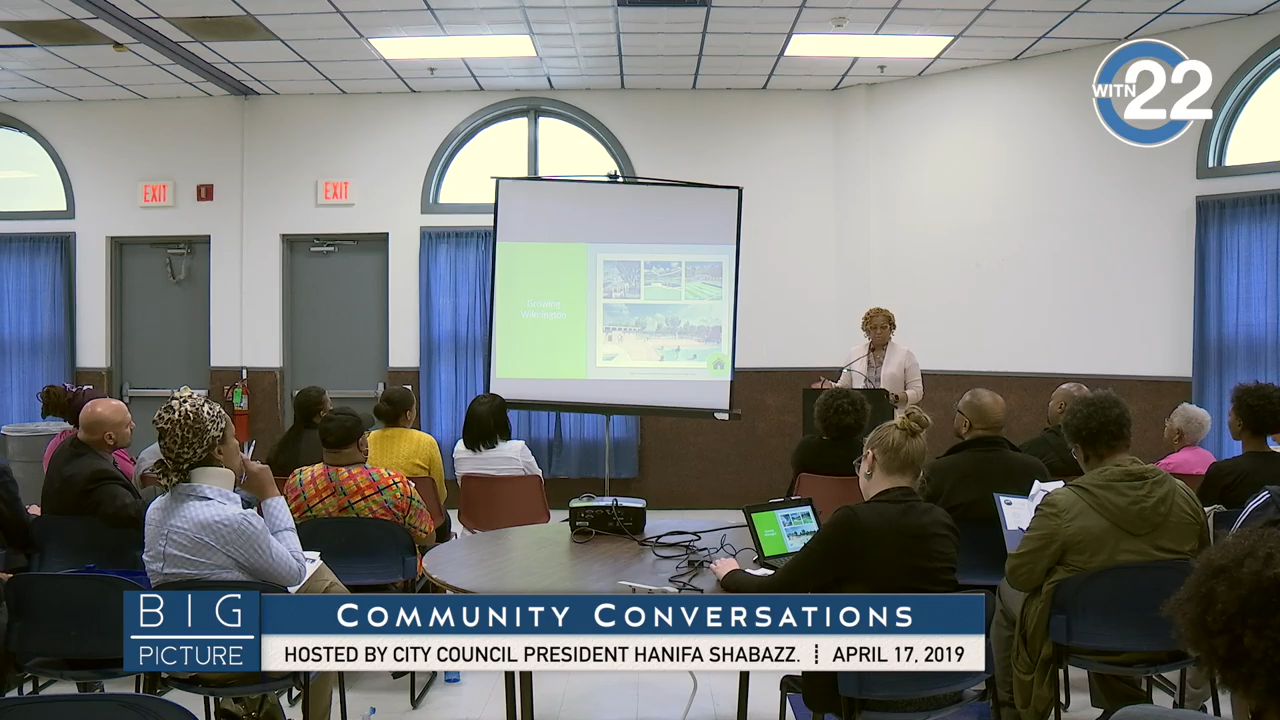 WITN
22
EXIT
EXIT
Growing
Wilmington
BIG
PICTURE
COMMUNITY CONVERSATIONS
HOSTED BY CITY COUNCIL PRESIDENT HANIFA SHABAZZ. ┊ APRIL 17, 2019